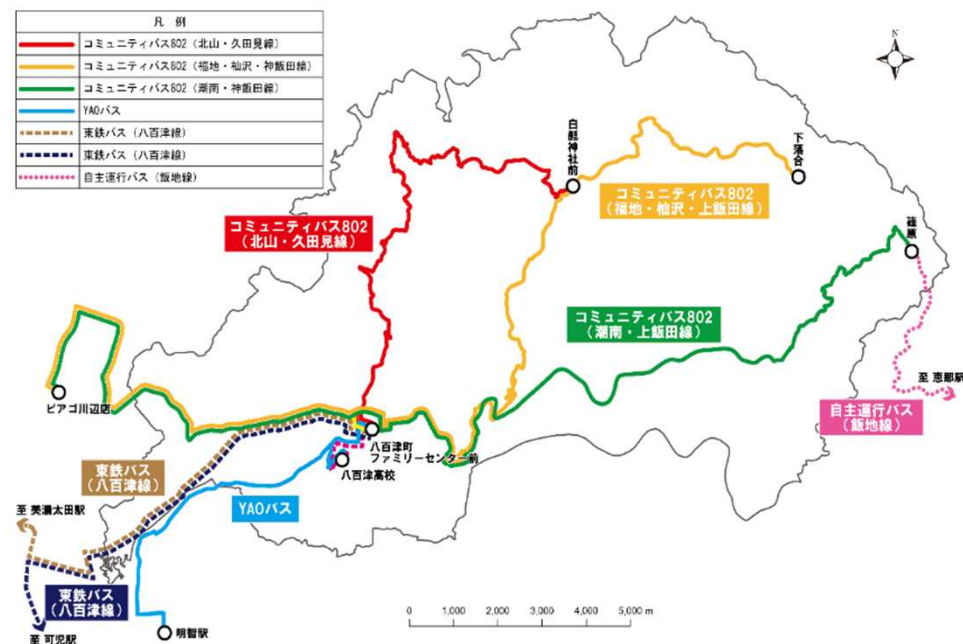 凡 例
コミュニティバス802（北山・久田見線）
コミュニティバス802（福地・杣沢・神飯田線）
コミュニティバス802（潮南・神飯田線）
YAOバス
東鉄バス（八百津線）
東鉄バス（八百津線）
自主運行バス（飯地線）
N
白髭神社前
下落合
コミュニティバス802
（福地・杣沢・上飯田線）
コミュニティバス802
（北山・久田見線）
篠原
コミュニティバス802
（潮南・上飯田線）
至 恵那駅
自主運行バス
（飯地線）
ピアゴ川辺店
八百津町
ファミリーセンター前
八百津高校
東鉄バス
（八百津線）
YAOバス
至 美濃太田駅
東鉄バス
（八百津線）
至 可児駅
明智駅
0 1,000 2,000 3,000 4,000 5,000 m